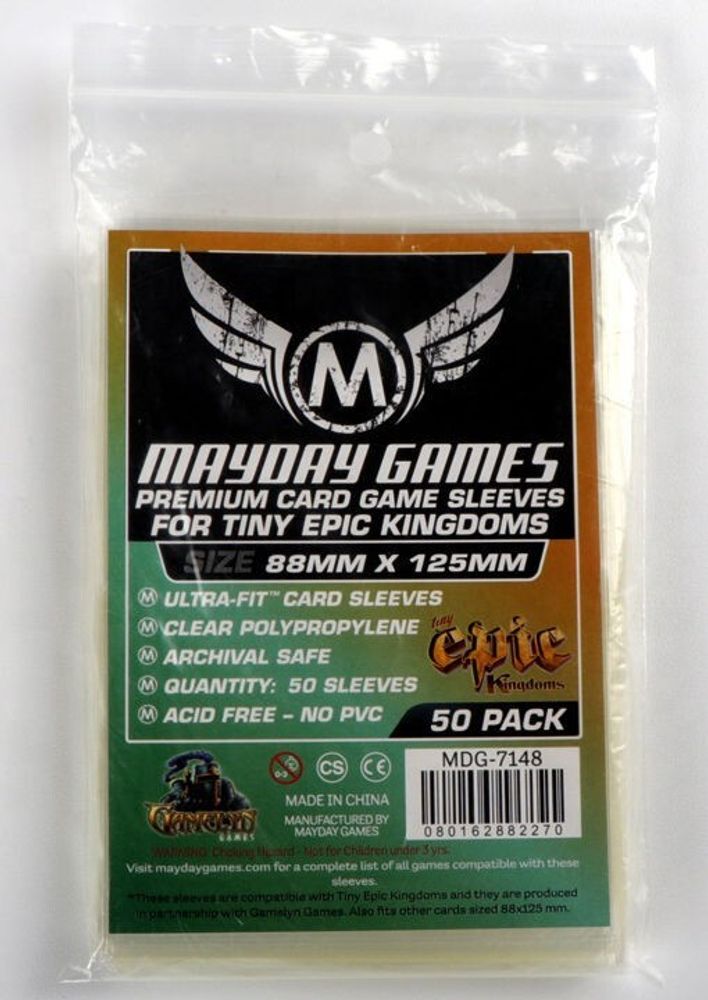 M
MAYDAY GAMES
PREMIUM CARD GAME SLEEVES
FOR TINY EPIC KINGDOMS
SIZE 88MM X 125MM
M ULTRA-FIT™ CARD SLEEVES
M CLEAR POLYPROPYLENE
M ARCHIVAL SAFE
M QUANTITY: 50 SLEEVES
M ACID FREE - NO PVC
tiny
epic
Kingdoms
50 PACK
GAMELYN
GAMES
CS CE
MADE IN CHINA
MANUFACTURED BY
MAYDAY GAMES
MDG-7148
080162882270
WARNING: Choking Hazard - Not for Children under 3 yrs.
Visit maydaygames.com for a complete list of all games compatible with these
sleeves.
*These sleeves are compatible with Tiny Epic Kingdoms and they are produced
in partnership with Gamelyn Games. Also fits other cards sized 88x125 mm.